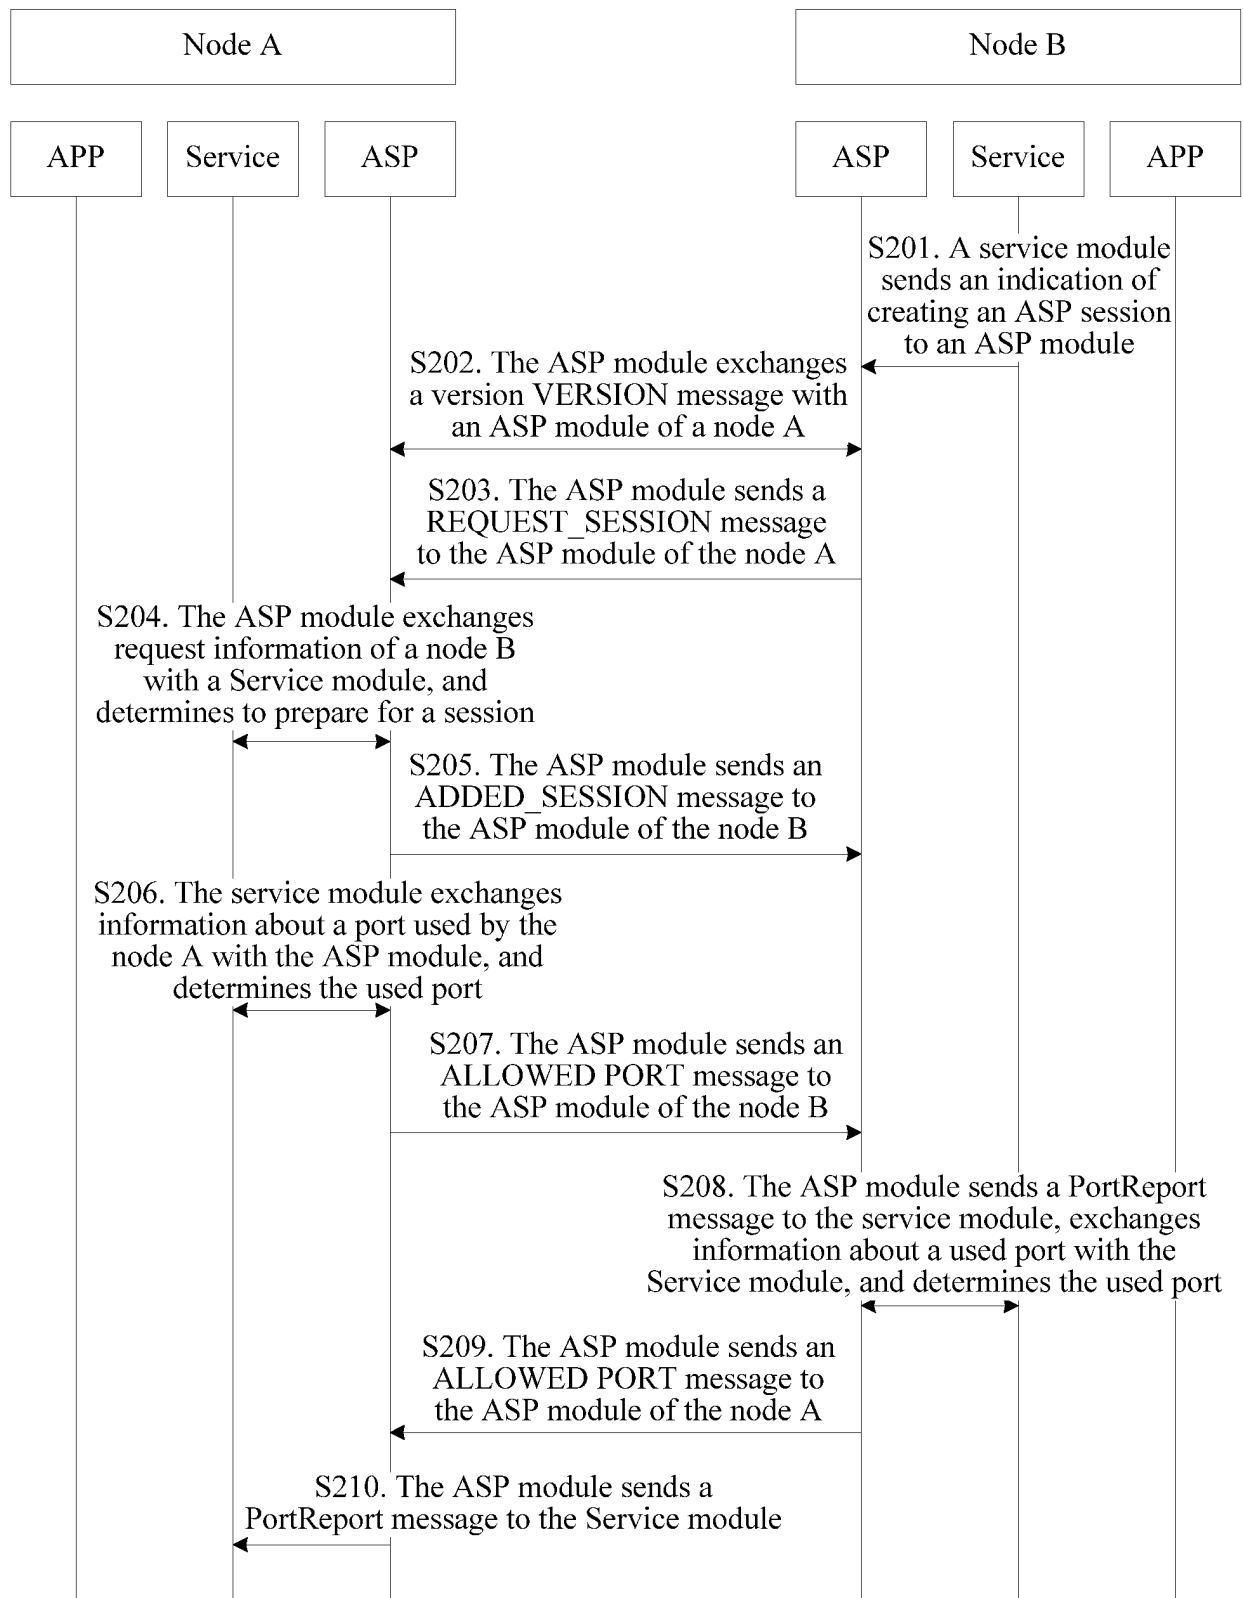 Node A
Node B
APP
Service
ASP
ASP
Service
APP
S201. A service module
sends an indication of
creating an ASP session
to an ASP module
S202. The ASP module exchanges
a version VERSION message with
an ASP module of a node A
S203. The ASP module sends a
REQUEST_SESSION message
to the ASP module of the node A
S204. The ASP module exchanges
request information of a node B
with a Service module, and
determines to prepare for a session
S205. The ASP module sends an
ADDED_SESSION message to
the ASP module of the node B
S206. The service module exchanges
information about a port used by the
node A with the ASP module, and
determines the used port
S207. The ASP module sends an
ALLOWED PORT message to
the ASP module of the node B
S208. The ASP module sends a PortReport
message to the service module, exchanges
information about a used port with the
Service module, and determines the used port
S209. The ASP module sends an
ALLOWED PORT message to
the ASP module of the node A
S210. The ASP module sends a
PortReport message to the Service module